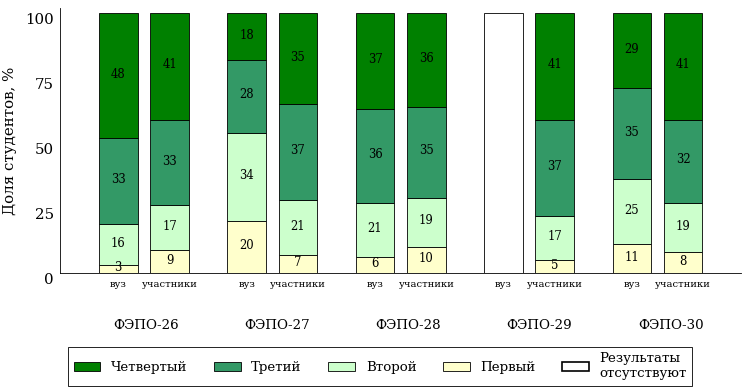 Доля студентов, %
100
75
50
25
0
48 41 18 35 37 36 41 29 41
33 33 28 37 36 35 37 35 32
16 17 34 21 21 19 17 25 19
3 9 20 7 6 10 5 11 8
вуз участники вуз участники вуз участники вуз участники вуз участники
ФЭПО-26 ФЭПО-27 ФЭПО-28 ФЭПО-29 ФЭПО-30
Четвертый Третий Второй Первый Результаты
отсутствуют